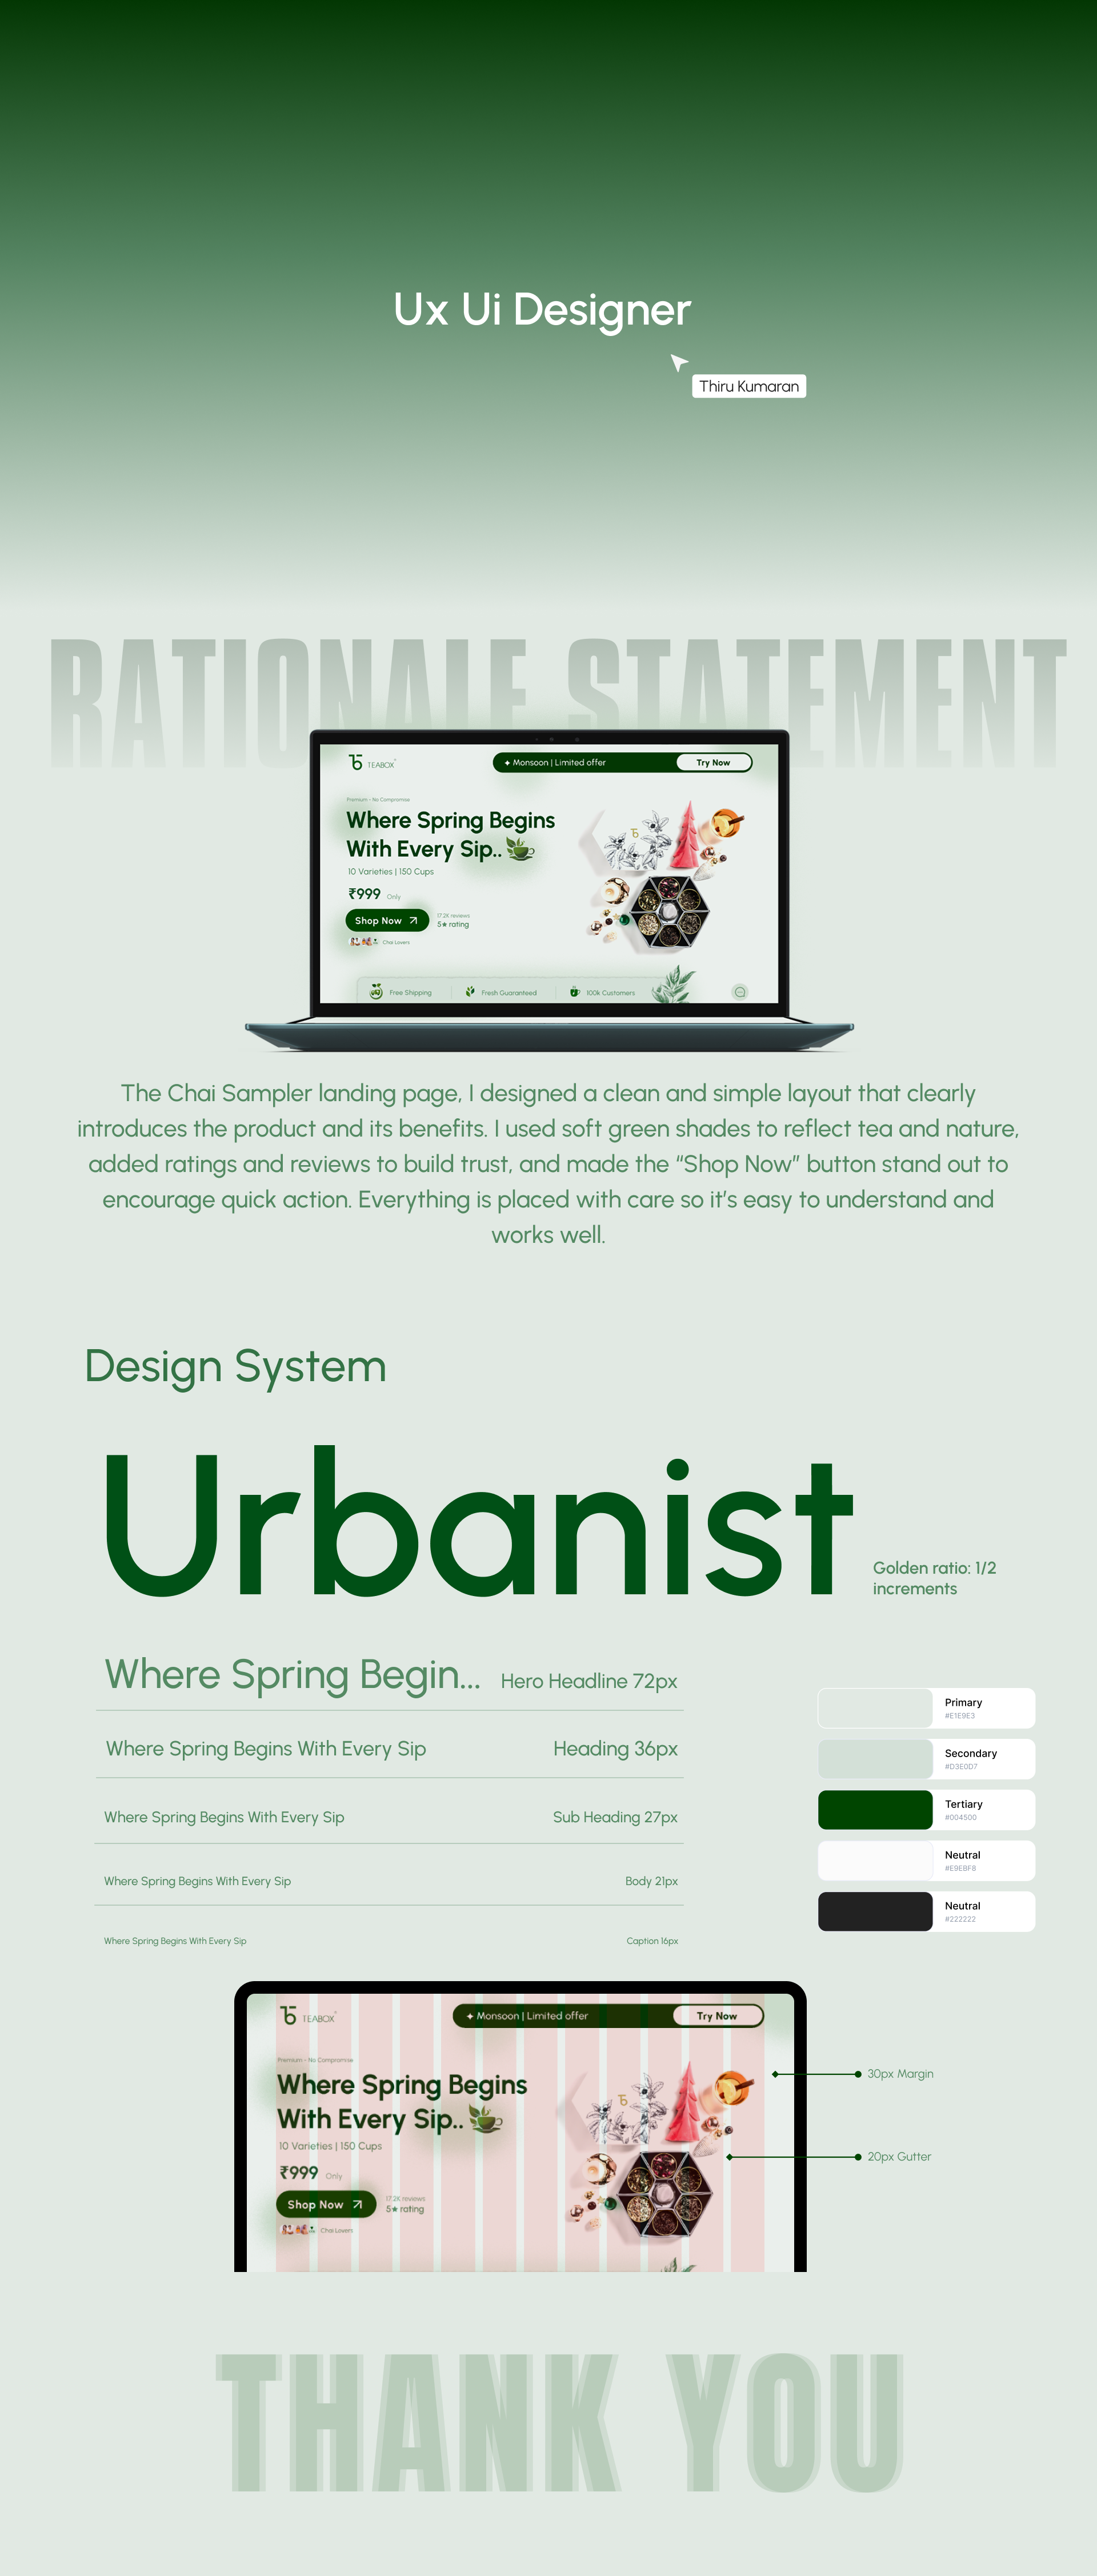 Ux Ui Designer
Thiru Kumaran
RATIONALE STATEMENT
TEABOX
✦ Monsoon | Limited offer
Try Now
Premium - No Compromise
Where Spring Begins
With Every Sip..
10 Varieties | 150 Cups
₹999 Only
Shop Now
17.2K reviews
5★ rating
Chai Lovers
Free Shipping
Fresh Guaranteed
100k Customers
The Chai Sampler landing page, I designed a clean and simple layout that clearly
introduces the product and its benefits. I used soft green shades to reflect tea and nature,
added ratings and reviews to build trust, and made the “Shop Now” button stand out to
encourage quick action. Everything is placed with care so it’s easy to understand and
works well.
Design System
Urbanist
Golden ratio: 1/2
increments
Where Spring Begin... Hero Headline 72px
Where Spring Begins With Every Sip Heading 36px
Where Spring Begins With Every Sip Sub Heading 27px
Where Spring Begins With Every Sip Body 21px
Where Spring Begins With Every Sip Caption 16px
Primary
#E1E9E3
Secondary
#D3E0D7
Tertiary
#004500
Neutral
#E9EBF8
Neutral
#222222
TEABOX
✦ Monsoon | Limited offer
Try Now
Premium - No Compromise
Where Spring Begins
With Every Sip..
10 Varieties | 150 Cups
₹999 Only
Shop Now
17.2K reviews
5★ rating
Chai Lovers
30px Margin
20px Gutter
THANK YOU